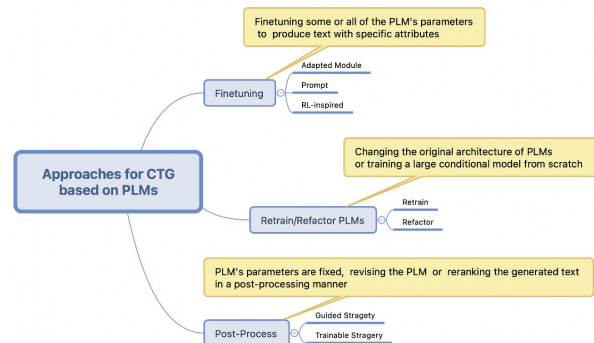 Finetuning some or all of the PLM's parameters
to produce text with specific attributes
Adapted Module
Finetuning
Prompt
RL-inspired
Changing the original architecture of PLMs
or training a large conditional model from scratch
Approaches for CTG
based on PLMs
Retrain
Retrain/Refactor PLMs
Refactor
PLM's parameters are fixed, revising the PLM or reranking the generated text
in a post-processing manner
Guided Stragety
Post-Process
Trainable Stragery